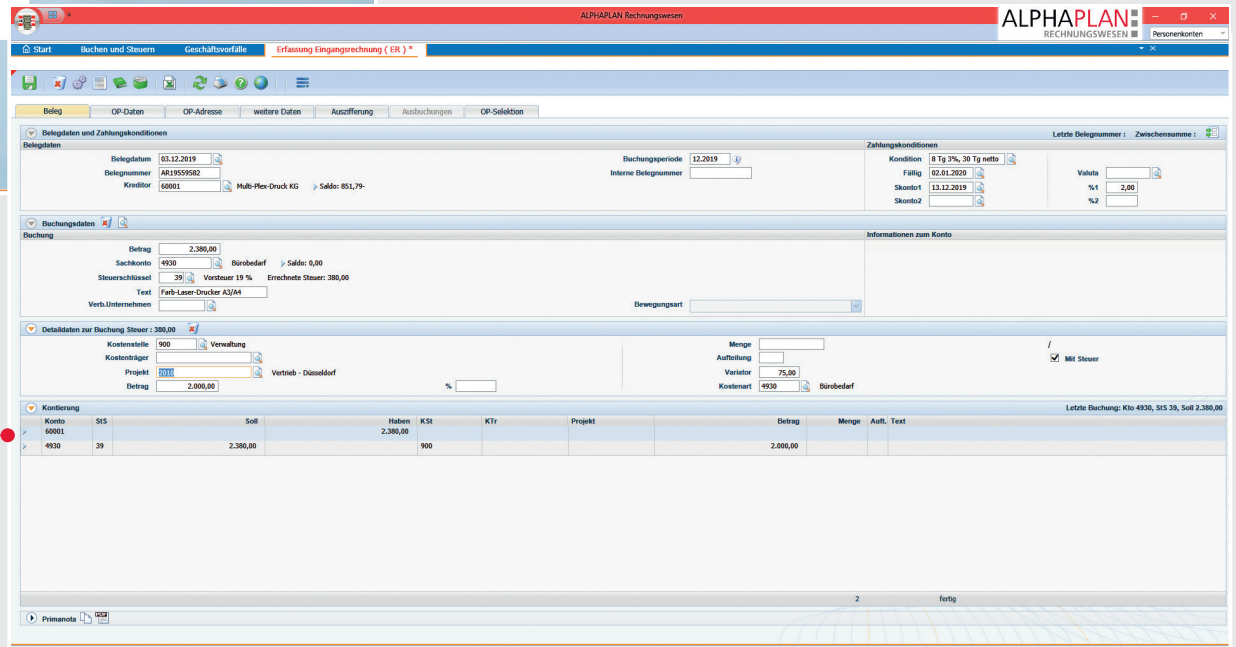 ALPHAPLAN Rechnungswesen
ALPHAPLAN
RECHNUNGSWESEN
Personenkonten
Start Buchen und Steuern Geschäftsvorfälle Erfassung Eingangsrechnung ( ER ) *
Beleg OP-Daten OP-Adresse weitere Daten Auszifferung Ausbuchungen OP-Selektion
Belegdaten und Zahlungskonditionen Letzte Belegnummer : Zwischensumme :
Belegdaten Zahlungskonditionen
Belegdatum 03.12.2019 Buchungsperiode 12.2019 Kondition 8 Tg 3%, 30 Tg netto
Belegnummer AR19559582 Interne Belegnummer Fällig 02.01.2020 Valuta
Kreditor 60001 Multi-Plex-Druck KG Saldo: 851,79- Skonto1 13.12.2019 %1 2,00
Skonto2 %2
Buchungsdaten
Buchung Informationen zum Konto
Betrag 2.380,00
Sachkonto 4930 Bürobedarf Saldo: 0,00
Steuerschlüssel 39 Vorsteuer 19 % Errechnete Steuer: 380,00
Text Farb-Laser-Drucker A3/A4
Verb.Unternehmen Bewegungsart
Detaildaten zur Buchung Steuer : 380,00
Kostenstelle 900 Verwaltung Menge /
Kostenträger Aufteilung Mit Steuer
Projekt 2010 Vertrieb - Düsseldorf Variator 75,00
Betrag 2.000,00 % Kostenart 4930 Bürobedarf
Kontierung Letzte Buchung: Kto 4930, StS 39, Soll 2.380,00
Konto StS Soll Haben KSt KTr Projekt Betrag Menge Auft. Text
60001 2.380,00
4930 39 2.380,00 900 2.000,00
2 fertig
Primanota